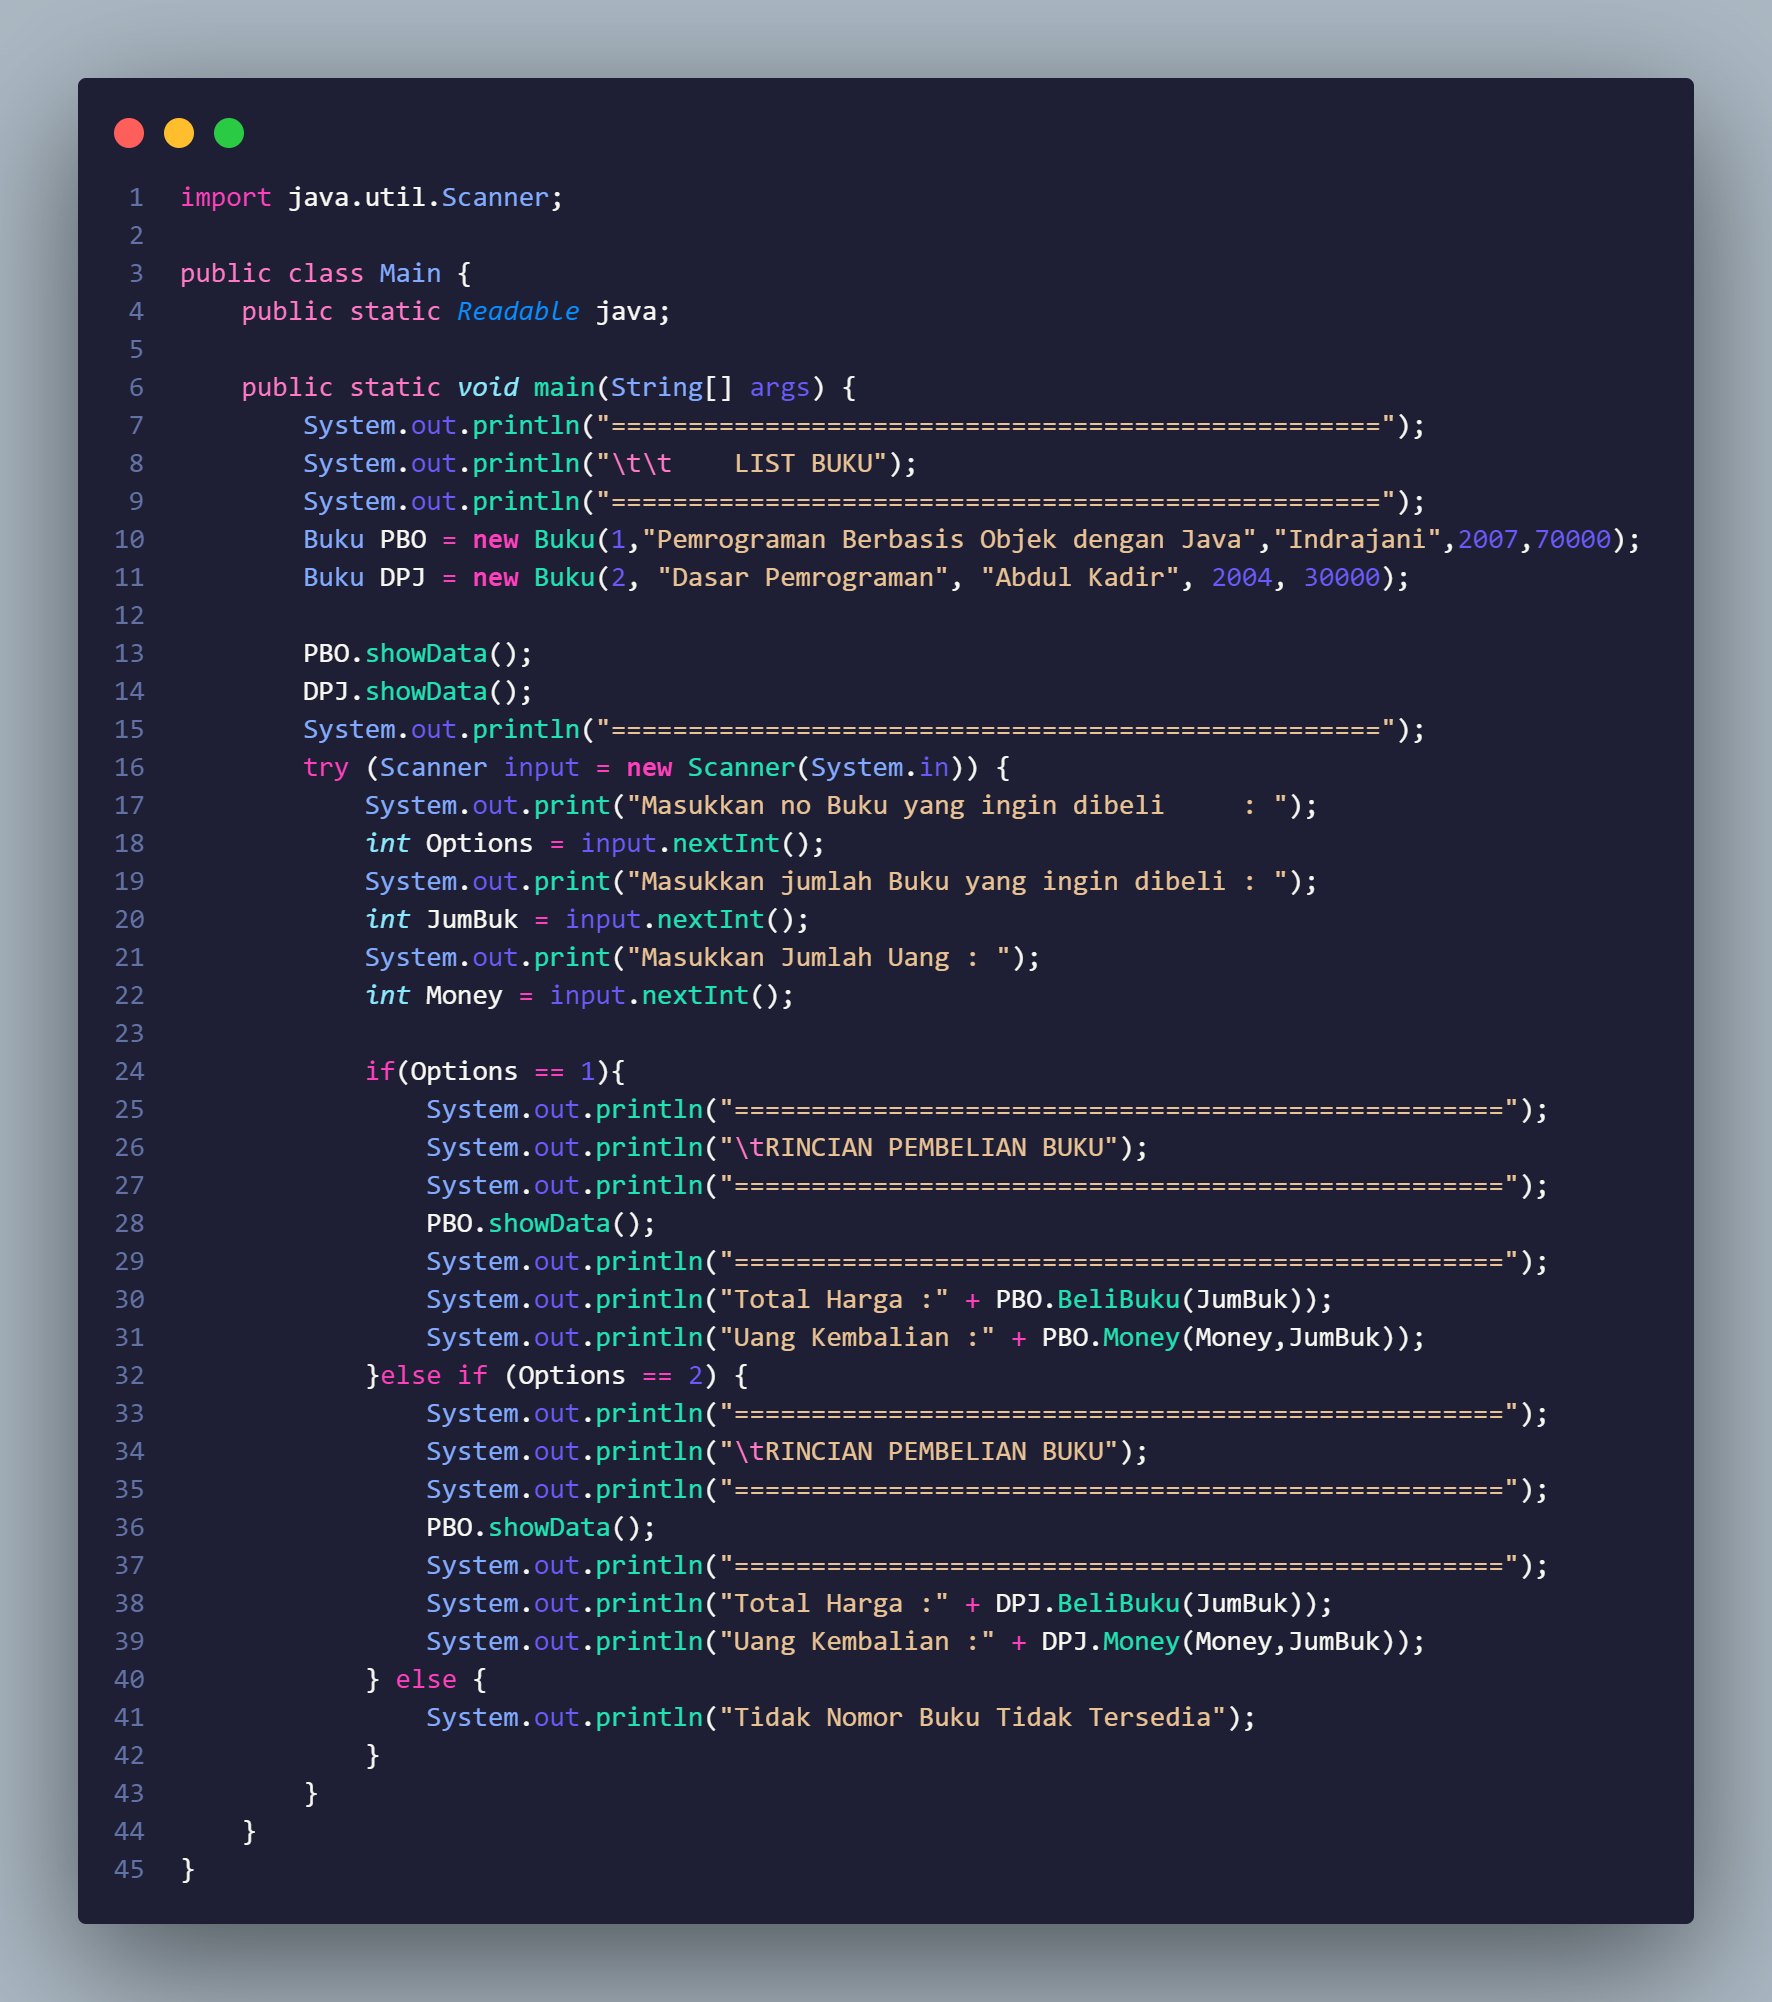 1 import java.util.Scanner;
2
3 public class Main {
4     public static Readable java;
5
6     public static void main(String[] args) {
7         System.out.println("==================================================");
8         System.out.println("\t\t    LIST BUKU");
9         System.out.println("==================================================");
10         Buku PBO = new Buku(1,"Pemrograman Berbasis Objek dengan Java","Indrajani",2007,70000);
11         Buku DPJ = new Buku(2, "Dasar Pemrograman", "Abdul Kadir", 2004, 30000);
12
13         PBO.showData();
14         DPJ.showData();
15         System.out.println("==================================================");
16         try (Scanner input = new Scanner(System.in)) {
17             System.out.print("Masukkan no Buku yang ingin dibeli     : ");
18             int Options = input.nextInt();
19             System.out.print("Masukkan jumlah Buku yang ingin dibeli : ");
20             int JumBuk = input.nextInt();
21             System.out.print("Masukkan Jumlah Uang : ");
22             int Money = input.nextInt();
23
24             if(Options == 1){
25                 System.out.println("==================================================");
26                 System.out.println("\tRINCIAN PEMBELIAN BUKU");
27                 System.out.println("==================================================");
28                 PBO.showData();
29                 System.out.println("==================================================");
30                 System.out.println("Total Harga :" + PBO.BeliBuku(JumBuk));
31                 System.out.println("Uang Kembalian :" + PBO.Money(Money,JumBuk));
32             }else if (Options == 2) {
33                 System.out.println("==================================================");
34                 System.out.println("\tRINCIAN PEMBELIAN BUKU");
35                 System.out.println("==================================================");
36                 PBO.showData();
37                 System.out.println("==================================================");
38                 System.out.println("Total Harga :" + DPJ.BeliBuku(JumBuk));
39                 System.out.println("Uang Kembalian :" + DPJ.Money(Money,JumBuk));
40             } else {
41                 System.out.println("Tidak Nomor Buku Tidak Tersedia");
42             }
43         }
44     }
45 }